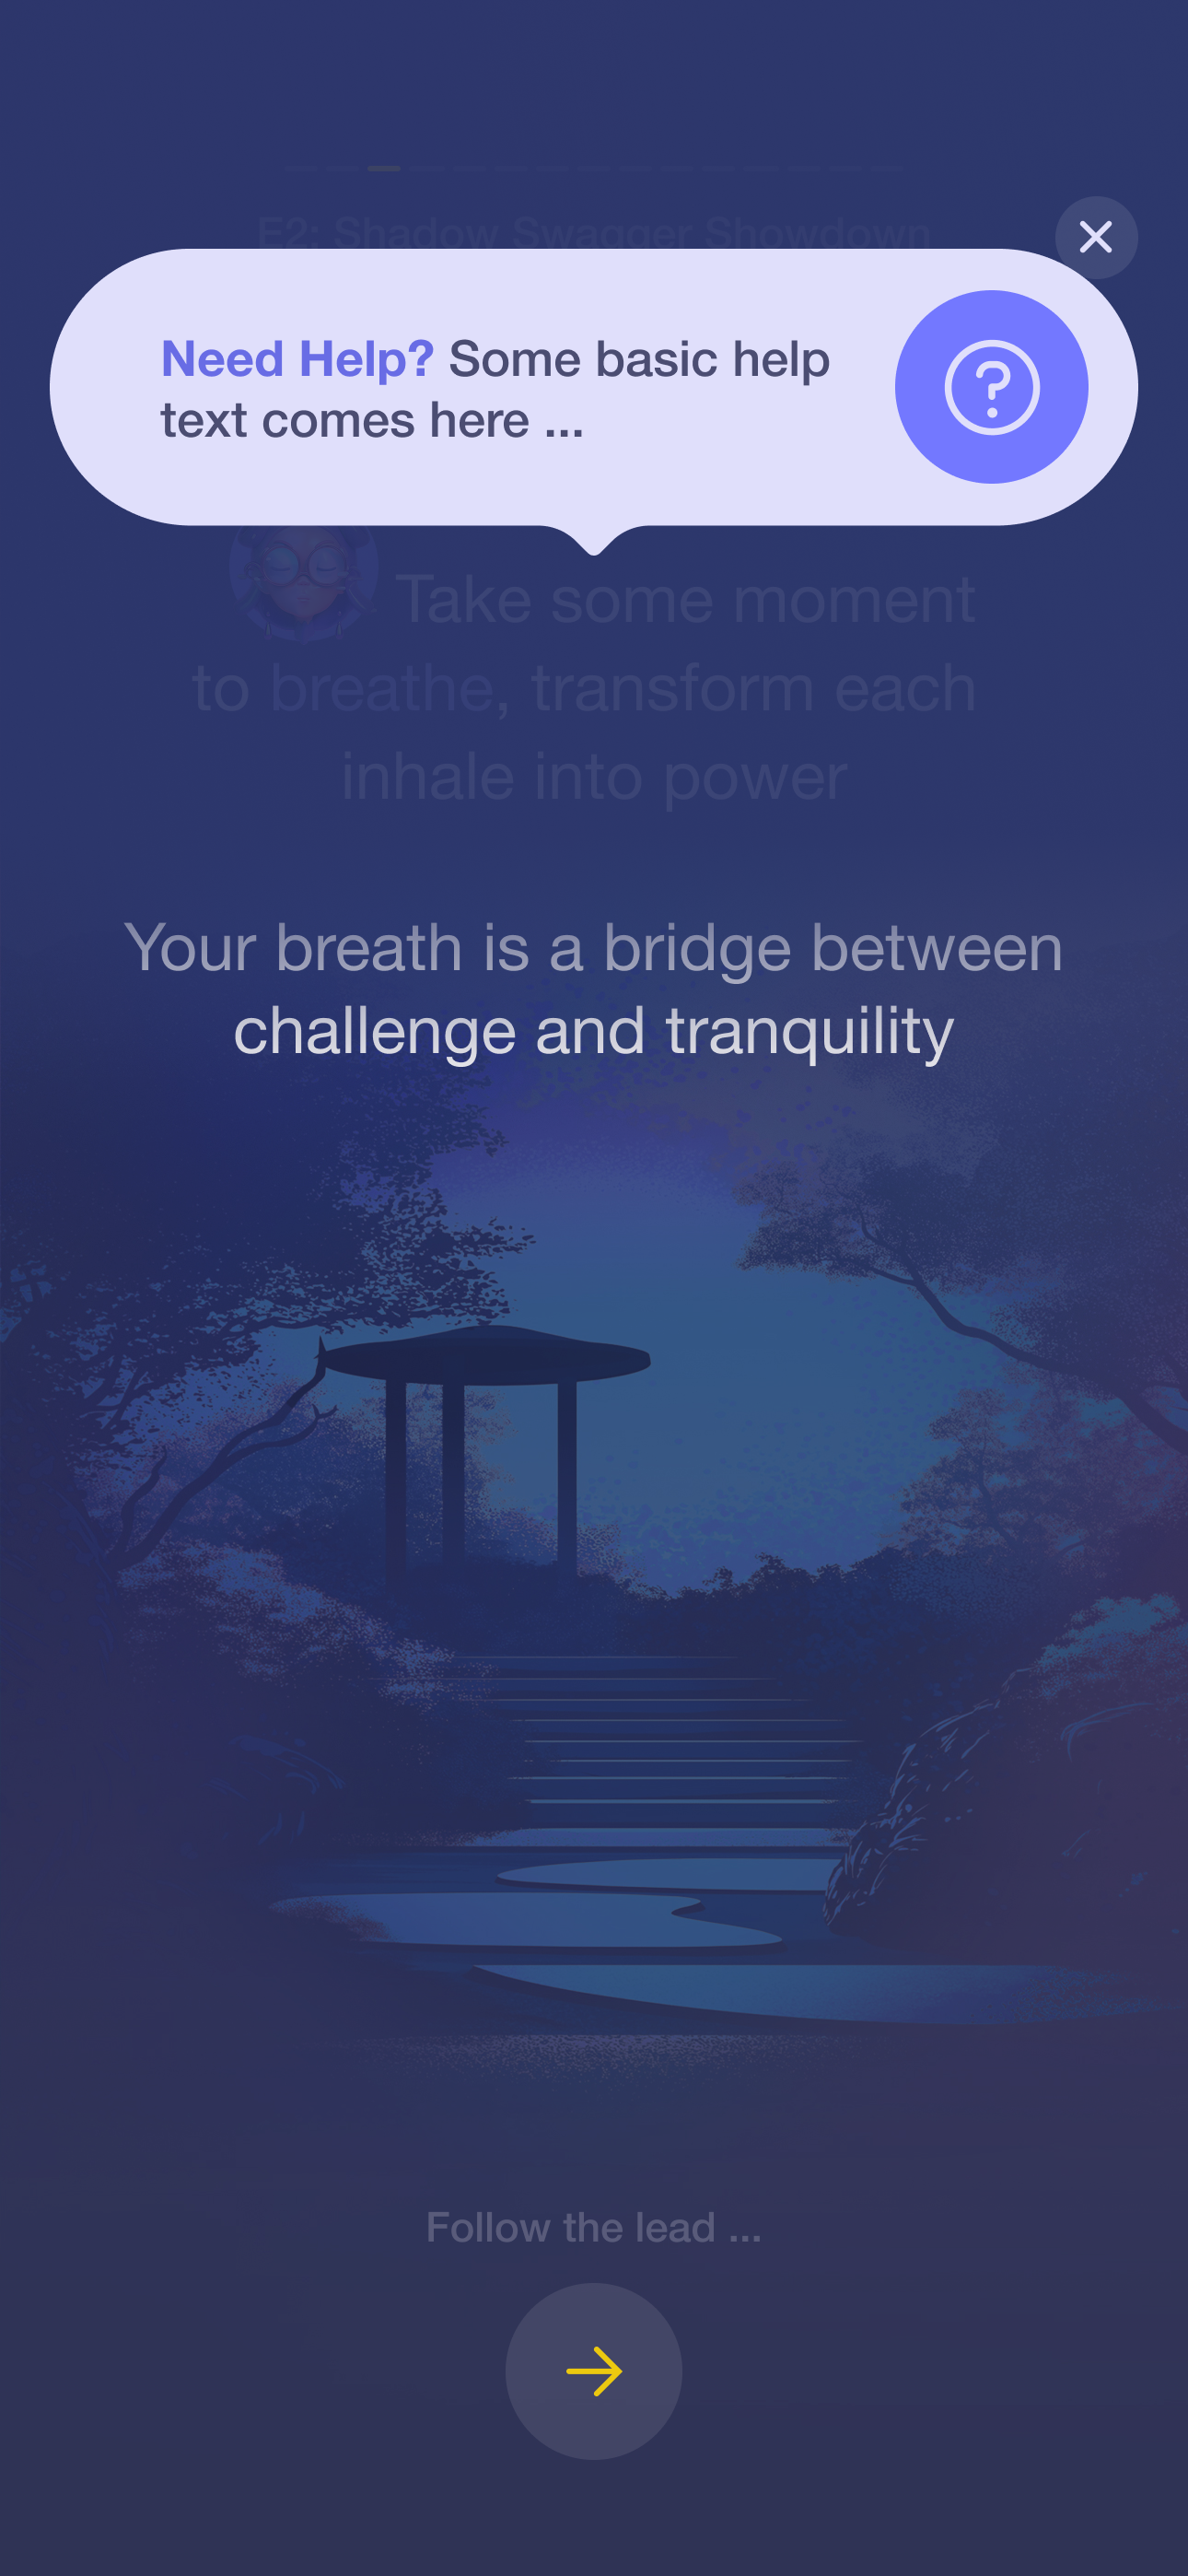 E2: Shadow Swagger Showdown
Need Help? Some basic help
text comes here ...
Take some moment
to breathe, transform each
inhale into power
Your breath is a bridge between
challenge and tranquility
Follow the lead ...